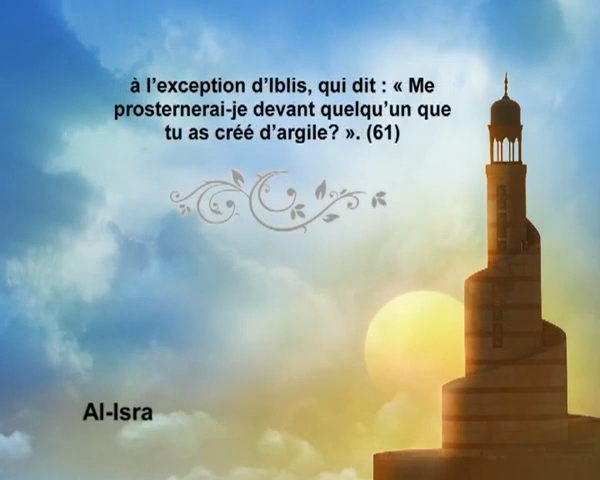 à l’exception d’Iblis, qui dit : « Me
prosternerai-je devant quelqu’un que
tu as créé d’argile? ». (61)
Al-Isra